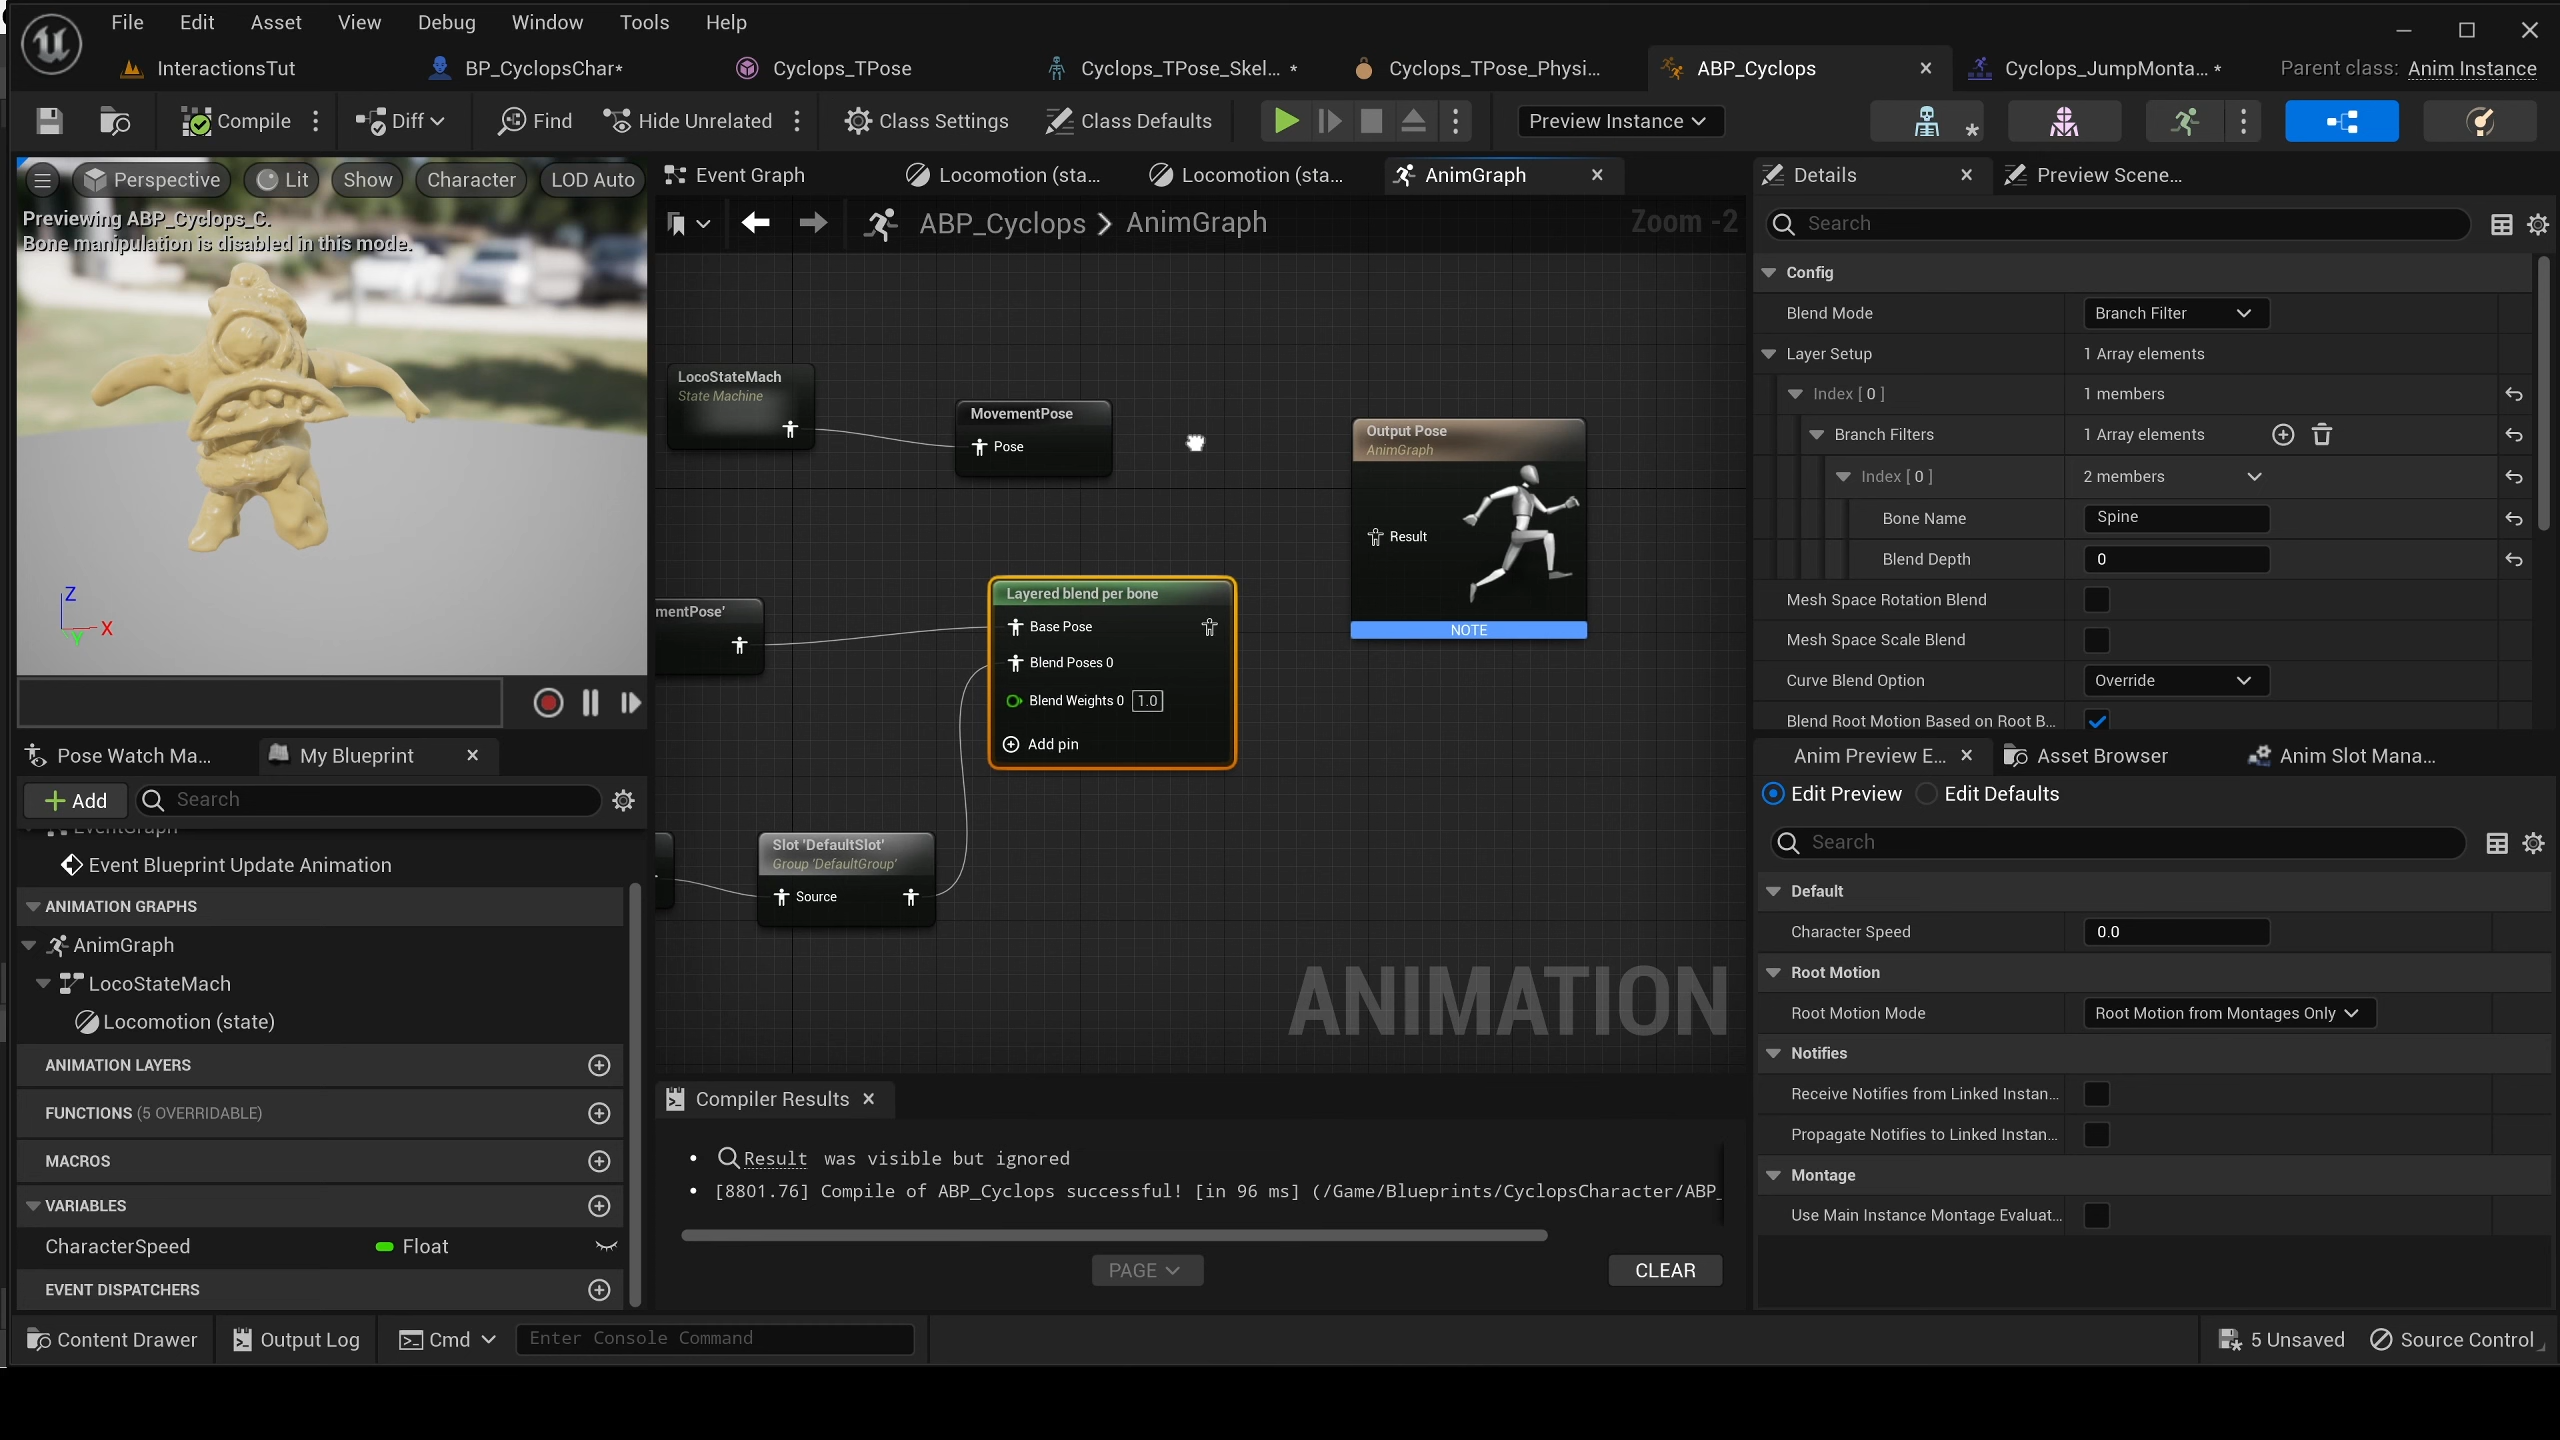 File Edit Asset View Debug Window Tools Help
InteractionsTut BP_CyclopsChar* Cyclops_TPose Cyclops_TPose_Skel... * Cyclops_TPose_Physi... ABP_Cyclops Cyclops_JumpMonta... * Parent class: Anim Instance
Compile Diff Find Hide Unrelated Class Settings Class Defaults Preview Instance
Perspective Lit Show Character LOD Auto
Previewing ABP_Cyclops_C.
Bone manipulation is disabled in this mode.
Z
X
Y
Event Graph Locomotion (sta... Locomotion (sta... AnimGraph
ABP_Cyclops > AnimGraph Zoom -2
LocoStateMach
State Machine
MovementPose
Pose
Output Pose
AnimGraph
Result
NOTE
mentPose'
Layered blend per bone
Base Pose
Blend Poses 0
Blend Weights 0 1.0
Add pin
Slot 'DefaultSlot'
Group 'DefaultGroup'
Source
ANIMATION
Compiler Results
Result was visible but ignored
[8801.76] Compile of ABP_Cyclops successful! [in 96 ms] (/Game/Blueprints/CyclopsCharacter/ABP_
PAGE CLEAR
Pose Watch Ma... My Blueprint
Add Search
EventGraph
Event Blueprint Update Animation
ANIMATION GRAPHS
AnimGraph
LocoStateMach
Locomotion (state)
ANIMATION LAYERS
FUNCTIONS (5 OVERRIDABLE)
MACROS
VARIABLES
CharacterSpeed Float
EVENT DISPATCHERS
Details Preview Scene...
Search
Config
Blend Mode Branch Filter
Layer Setup 1 Array elements
Index [ 0 ] 1 members
Branch Filters 1 Array elements
Index [ 0 ] 2 members
Bone Name Spine
Blend Depth 0
Mesh Space Rotation Blend
Mesh Space Scale Blend
Curve Blend Option Override
Blend Root Motion Based on Root B...
Anim Preview E... Asset Browser Anim Slot Mana...
Edit Preview Edit Defaults
Search
Default
Character Speed 0.0
Root Motion
Root Motion Mode Root Motion from Montages Only
Notifies
Receive Notifies from Linked Instan...
Propagate Notifies to Linked Instan...
Montage
Use Main Instance Montage Evaluat...
Content Drawer Output Log Cmd Enter Console Command 5 Unsaved Source Control